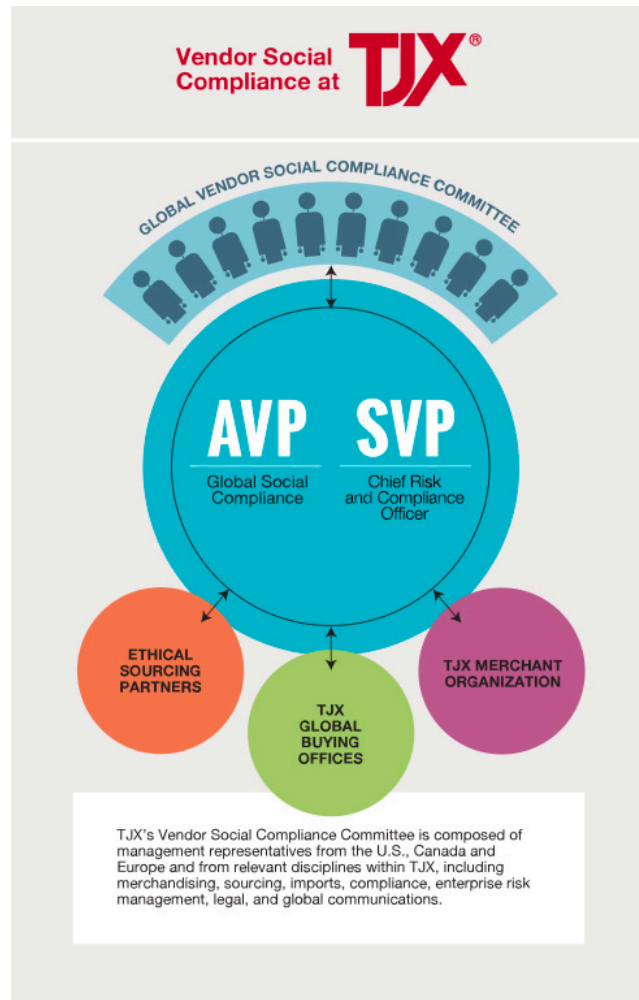 Vendor Social
Compliance at
TJX®
GLOBAL VENDOR SOCIAL COMPLIANCE COMMITTEE
AVP
Global Social
Compliance
SVP
Chief Risk
and Compliance
Officer
ETHICAL
SOURCING
PARTNERS
TJX
GLOBAL
BUYING
OFFICES
TJX MERCHANT
ORGANIZATION
TJX's Vendor Social Compliance Committee is composed of
management representatives from the U.S., Canada and
Europe and from relevant disciplines within TJX, including
merchandising, sourcing, imports, compliance, enterprise risk
management, legal, and global communications.